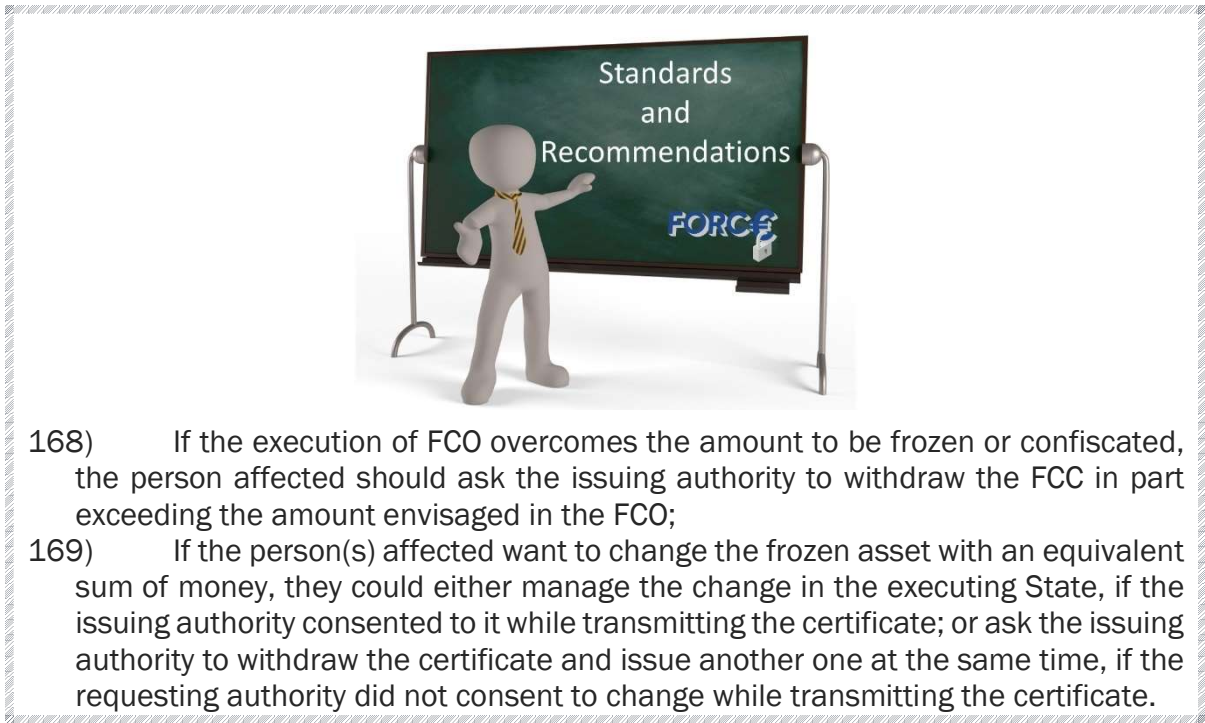 Standards
and
Recommendations
FORC€
168) If the execution of FCO overcomes the amount to be frozen or confiscated,
the person affected should ask the issuing authority to withdraw the FCC in part
exceeding the amount envisaged in the FCO;
169) If the person(s) affected want to change the frozen asset with an equivalent
sum of money, they could either manage the change in the executing State, if the
issuing authority consented to it while transmitting the certificate; or ask the issuing
authority to withdraw the certificate and issue another one at the same time, if the
requesting authority did not consent to change while transmitting the certificate.